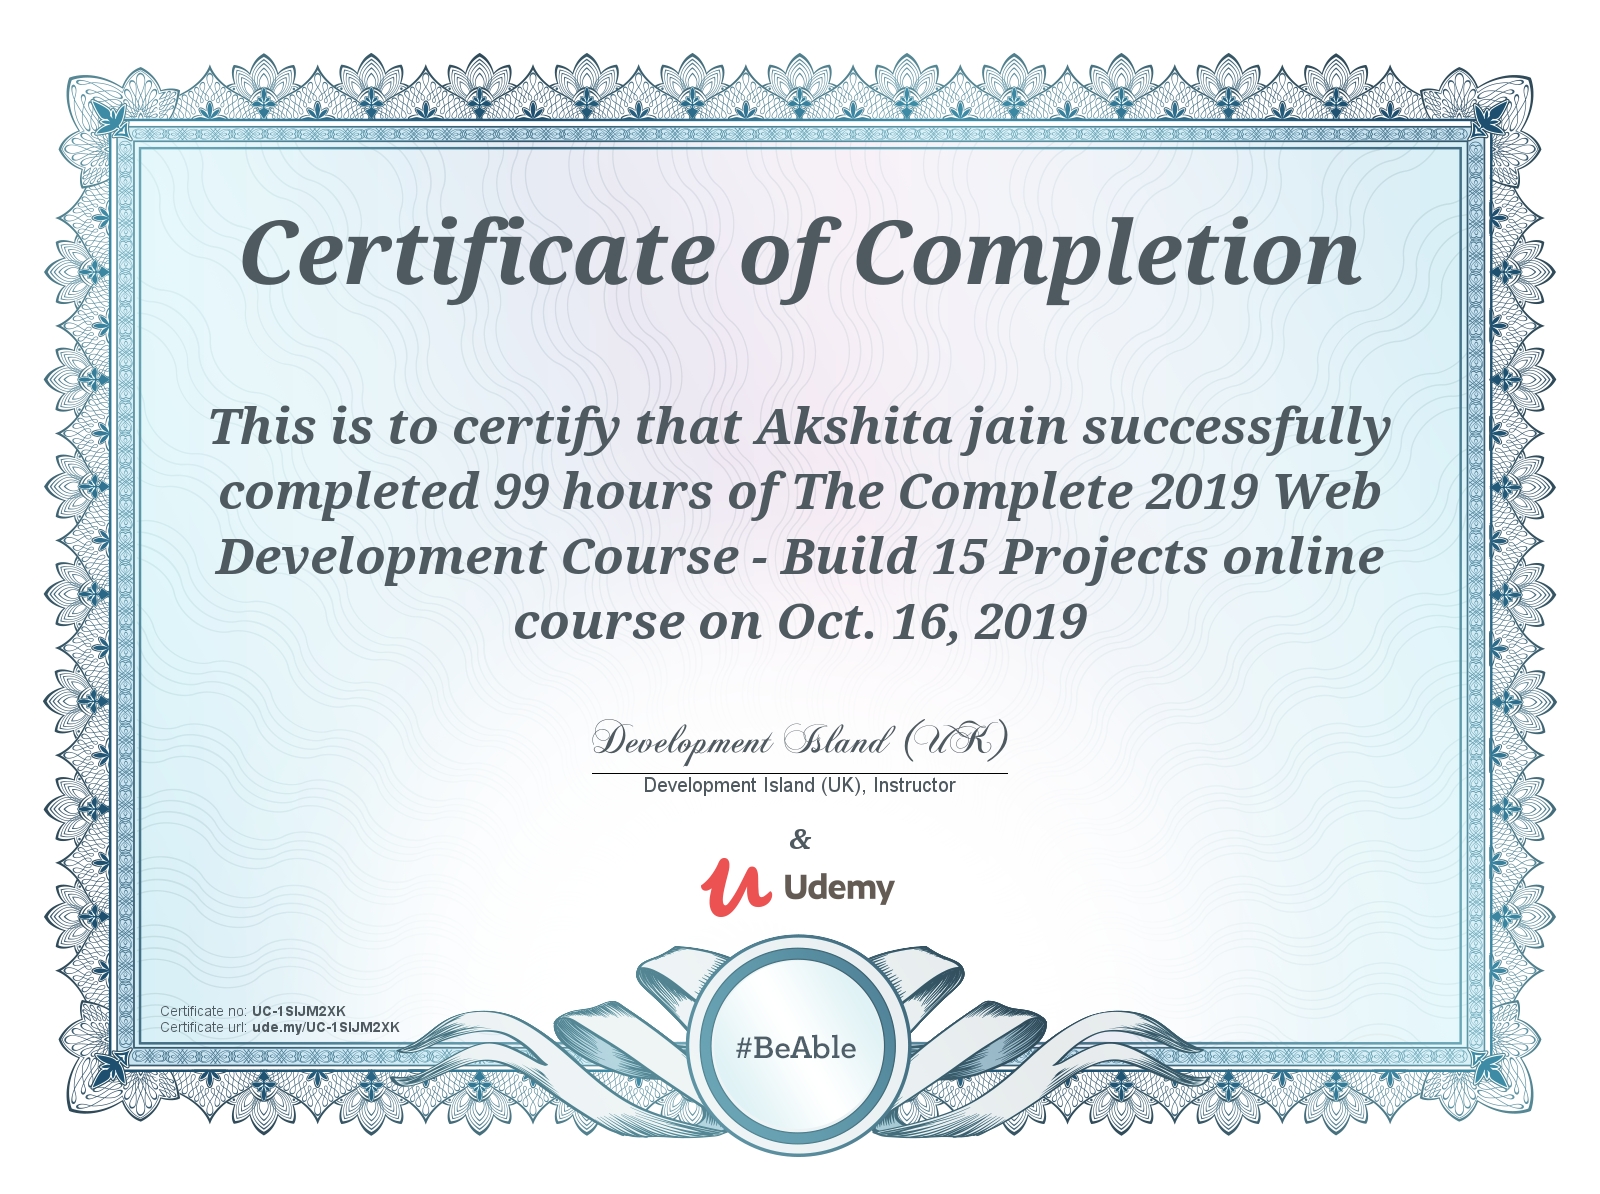 Certificate of Completion
This is to certify that Akshita jain successfully
completed 99 hours of The Complete 2019 Web
Development Course - Build 15 Projects online
course on Oct. 16, 2019
Development Island (UK)
Development Island (UK), Instructor
&
Udemy
Certificate no: UC-1SIJM2XK
Certificate url: ude.my/UC-1SIJM2XK
#BeAble